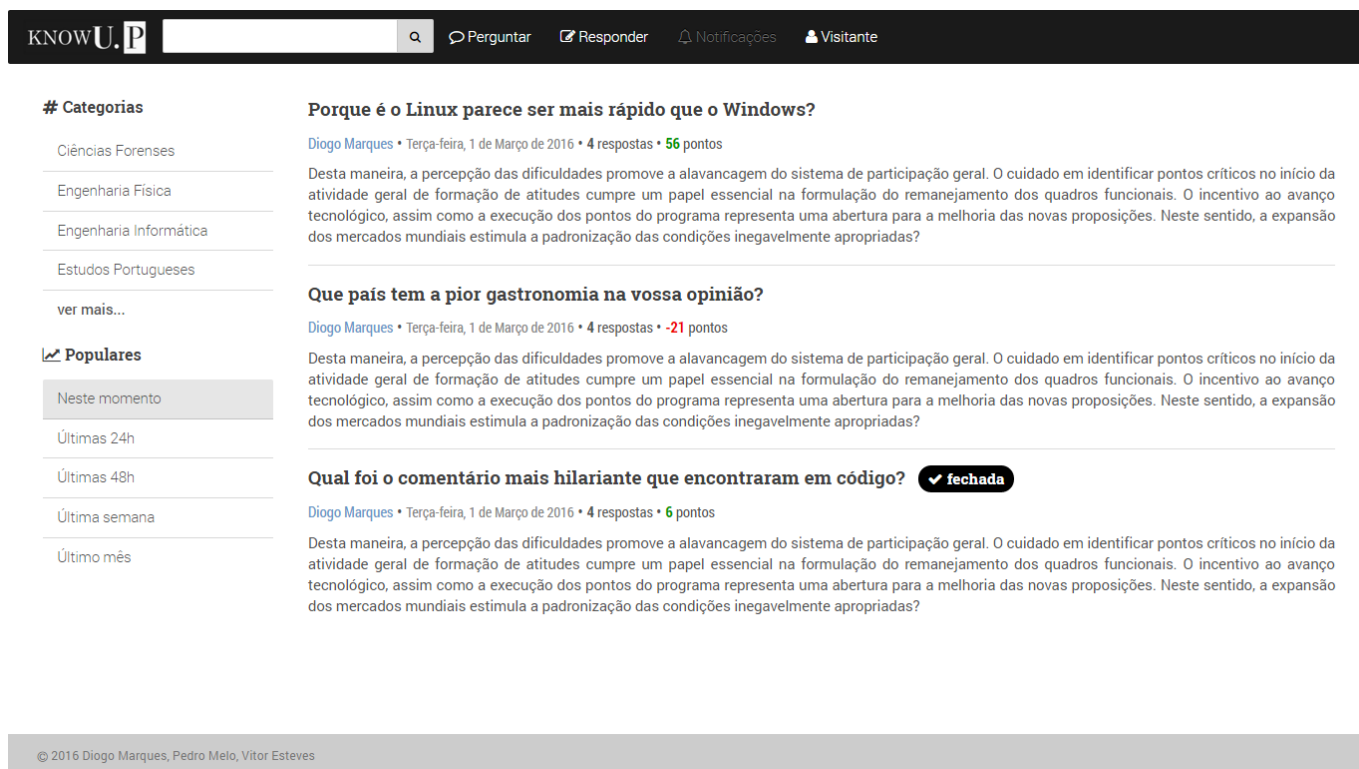 KNOWU.P
Perguntar
Responder
Notificações
Visitante
# Categorias
Ciências Forenses
Engenharia Física
Engenharia Informática
Estudos Portugueses
ver mais...
Populares
Neste momento
Últimas 24h
Últimas 48h
Última semana
Último mês
Porque é o Linux parece ser mais rápido que o Windows?
Diogo Marques • Terça-feira, 1 de Março de 2016 • 4 respostas • 56 pontos
Desta maneira, a percepção das dificuldades promove a alavancagem do sistema de participação geral. O cuidado em identificar pontos críticos no início da
atividade geral de formação de atitudes cumpre um papel essencial na formulação do remanejamento dos quadros funcionais. O incentivo ao avanço
tecnológico, assim como a execução dos pontos do programa representa uma abertura para a melhoria das novas proposições. Neste sentido, a expansão
dos mercados mundiais estimula a padronização das condições inegavelmente apropriadas?
Que país tem a pior gastronomia na vossa opinião?
Diogo Marques • Terça-feira, 1 de Março de 2016 • 4 respostas • -21 pontos
Desta maneira, a percepção das dificuldades promove a alavancagem do sistema de participação geral. O cuidado em identificar pontos críticos no início da
atividade geral de formação de atitudes cumpre um papel essencial na formulação do remanejamento dos quadros funcionais. O incentivo ao avanço
tecnológico, assim como a execução dos pontos do programa representa uma abertura para a melhoria das novas proposições. Neste sentido, a expansão
dos mercados mundiais estimula a padronização das condições inegavelmente apropriadas?
Qual foi o comentário mais hilariante que encontraram em código? ✔ fechada
Diogo Marques • Terça-feira, 1 de Março de 2016 • 4 respostas • 6 pontos
Desta maneira, a percepção das dificuldades promove a alavancagem do sistema de participação geral. O cuidado em identificar pontos críticos no início da
atividade geral de formação de atitudes cumpre um papel essencial na formulação do remanejamento dos quadros funcionais. O incentivo ao avanço
tecnológico, assim como a execução dos pontos do programa representa uma abertura para a melhoria das novas proposições. Neste sentido, a expansão
dos mercados mundiais estimula a padronização das condições inegavelmente apropriadas?
© 2016 Diogo Marques, Pedro Melo, Vitor Esteves